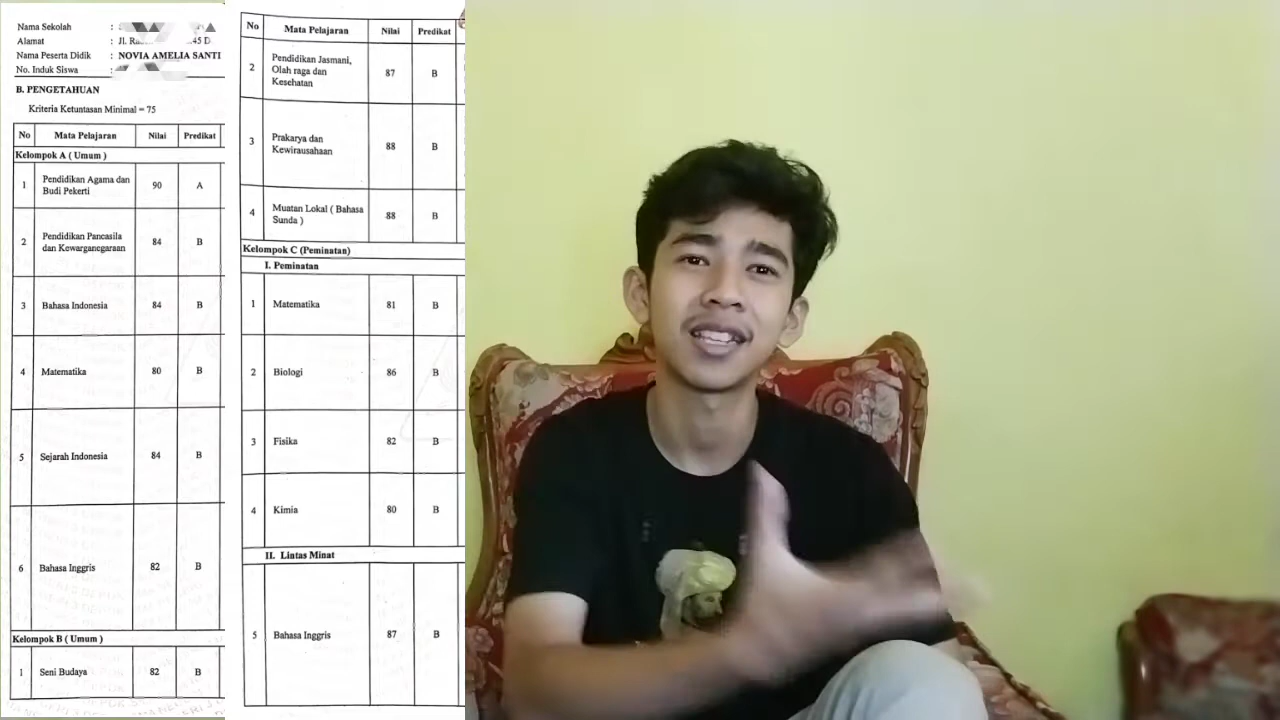 Nama Sekolah :
Alamat : Jl. 45 D
Nama Peserta Didik : NOVIA AMELIA SANTI
No. Induk Siswa :
B. PENGETAHUAN
Kriteria Ketuntasan Minimal = 75
No Mata Pelajaran Nilai Predikat
Kelompok A ( Umum )
1 Pendidikan Agama dan
Budi Pekerti 90 A
2 Pendidikan Pancasila
dan Kewarganegaraan 84 B
3 Bahasa Indonesia 84 B
4 Matematika 80 B
5 Sejarah Indonesia 84 B
6 Bahasa Inggris 82 B
Kelompok B ( Umum )
1 Seni Budaya 82 B
No Mata Pelajaran Nilai Predikat
2 Pendidikan Jasmani,
Olah raga dan
Kesehatan 87 B
3 Prakarya dan
Kewirausahaan 88 B
4 Muatan Lokal ( Bahasa
Sunda ) 88 B
Kelompok C (Peminatan)
I. Peminatan
1 Matematika 81 B
2 Biologi 86 B
3 Fisika 82 B
4 Kimia 80 B
II. Lintas Minat
5 Bahasa Inggris 87 B